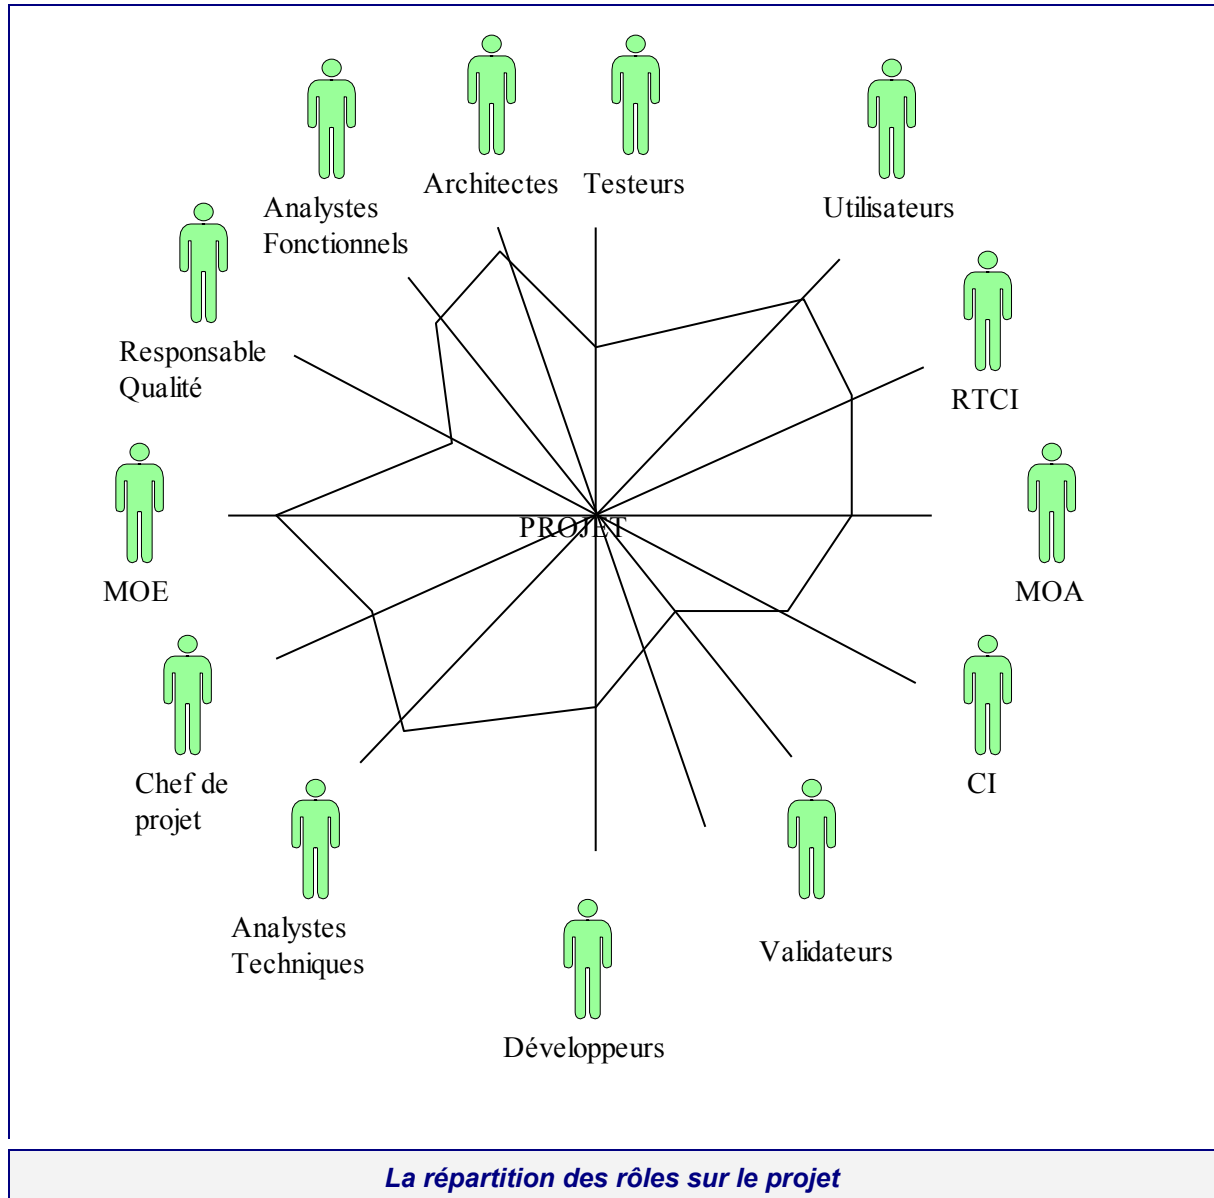 Architectes
Testeurs
Analystes
Fonctionnels
Utilisateurs
Responsable
Qualité
RTCI
PROJET
MOE
MOA
Chef de
projet
CI
Analystes
Techniques
Validateurs
Développeurs
La répartition des rôles sur le projet